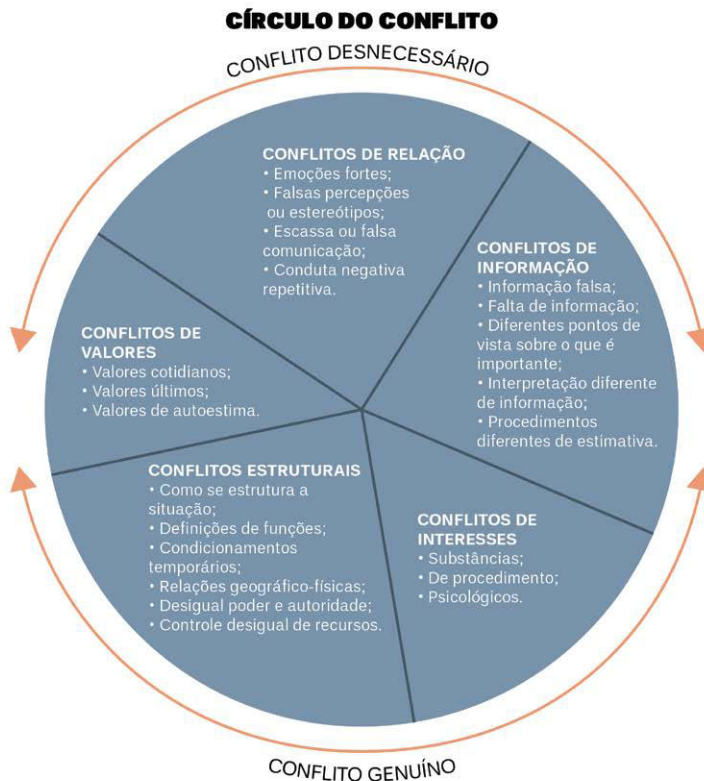 CÍRCULO DO CONFLITO
CONFLITO DESNECESSÁRIO
CONFLITOS DE RELAÇÃO
• Emoções fortes;
• Falsas percepções
ou estereótipos;
• Escassa ou falsa
comunicação;
• Conduta negativa
repetitiva.
CONFLITOS DE
INFORMAÇÃO
• Informação falsa;
• Falta de informação;
• Diferentes pontos de
vista sobre o que é
importante;
• Interpretação diferente
de informação;
• Procedimentos
diferentes de estimativa.
CONFLITOS DE
VALORES
• Valores cotidianos;
• Valores últimos;
• Valores de autoestima.
CONFLITOS ESTRUTURAIS
• Como se estrutura a
situação;
• Definições de funções;
• Condicionamentos
temporários;
• Relações geográfico-físicas;
• Desigual poder e autoridade;
• Controle desigual de recursos.
CONFLITOS DE
INTERESSES
• Substâncias;
• De procedimento;
• Psicológicos.
CONFLITO GENUÍNO